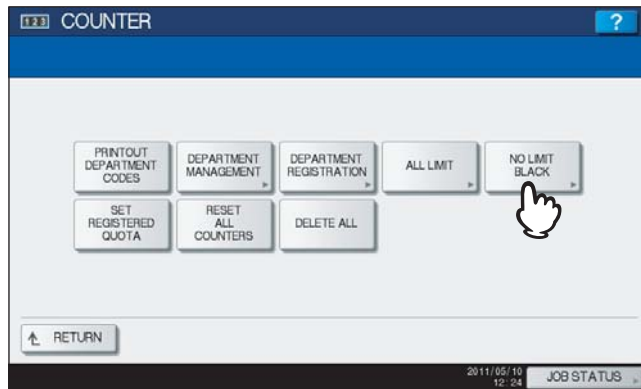 123 COUNTER ?
PRINTOUT
DEPARTMENT
CODES
DEPARTMENT
MANAGEMENT
DEPARTMENT
REGISTRATION
ALL LIMIT
NO LIMIT
BLACK
SET
REGISTERED
QUOTA
RESET
ALL
COUNTERS
DELETE ALL
RETURN
2011/05/10
12:24
JOB STATUS